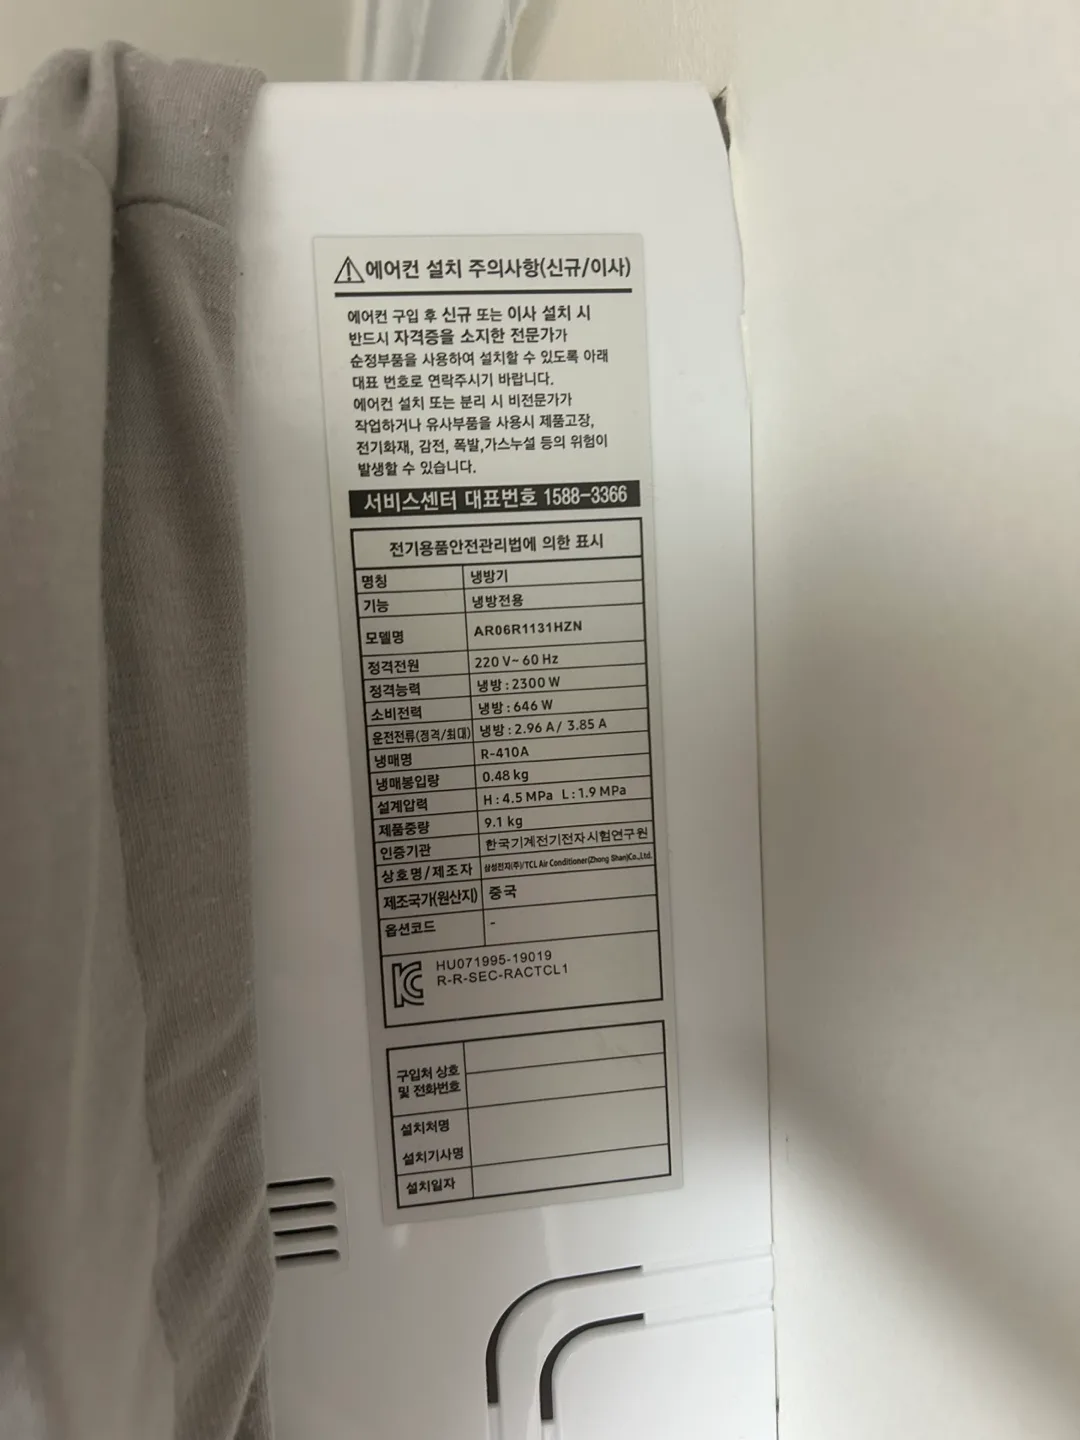 에어컨 설치 주의사항(신규/이사)
에어컨 구입 후 신규 또는 이사 설치 시
반드시 자격증을 소지한 전문가가
순정부품을 사용하여 설치할 수 있도록 아래
대표 번호로 연락주시기 바랍니다.
에어컨 설치 또는 분리 시 비전문가가
작업하거나 유사부품을 사용시 제품고장,
전기화재, 감전, 폭발,가스누설 등의 위험이
발생할 수 있습니다.
서비스센터 대표번호 1588-3366
전기용품안전관리법에 의한 표시
명칭 냉방기
기능 냉방전용
모델명 AR06R1131HZN
정격전원 220 V~ 60 Hz
정격능력 냉방 : 2300 W
소비전력 냉방 : 646 W
운전전류(정격/최대) 냉방 : 2.96 A / 3.85 A
냉매명 R-410A
냉매봉입량 0.48 kg
설계압력 H : 4.5 MPa L : 1.9 MPa
제품중량 9.1 kg
인증기관 한국기계전기전자시험연구원
상호명/제조자 삼성전자(주)/TCL Air Conditioner(Zhong Shan)Co.,Ltd.
제조국가(원산지) 중국
옵션코드 -
HU071995-19019
R-R-SEC-RACTCL1
구입처 상호
및 전화번호
설치처명
설치기사명
설치일자